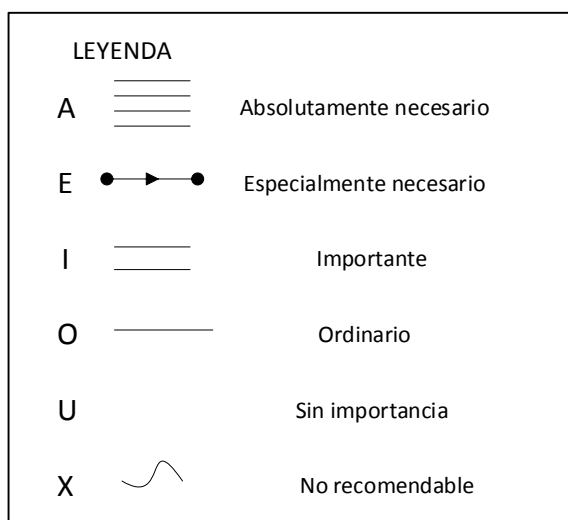 LEYENDA
A Absolutamente necesario
E Especialmente necesario
I Importante
O Ordinario
U Sin importancia
X No recomendable